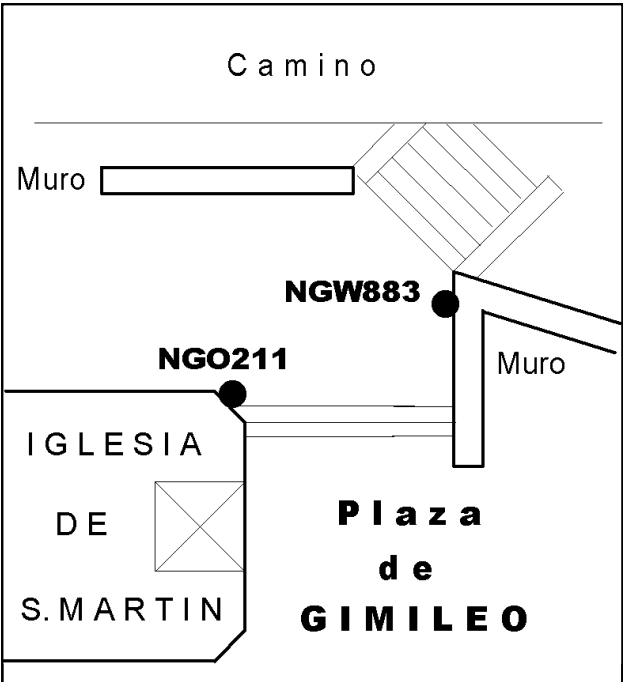 Camino
Muro
NGW883
NGO211
Muro
IGLESIA
DE
S. MARTIN
Plaza
de
GIMILEO